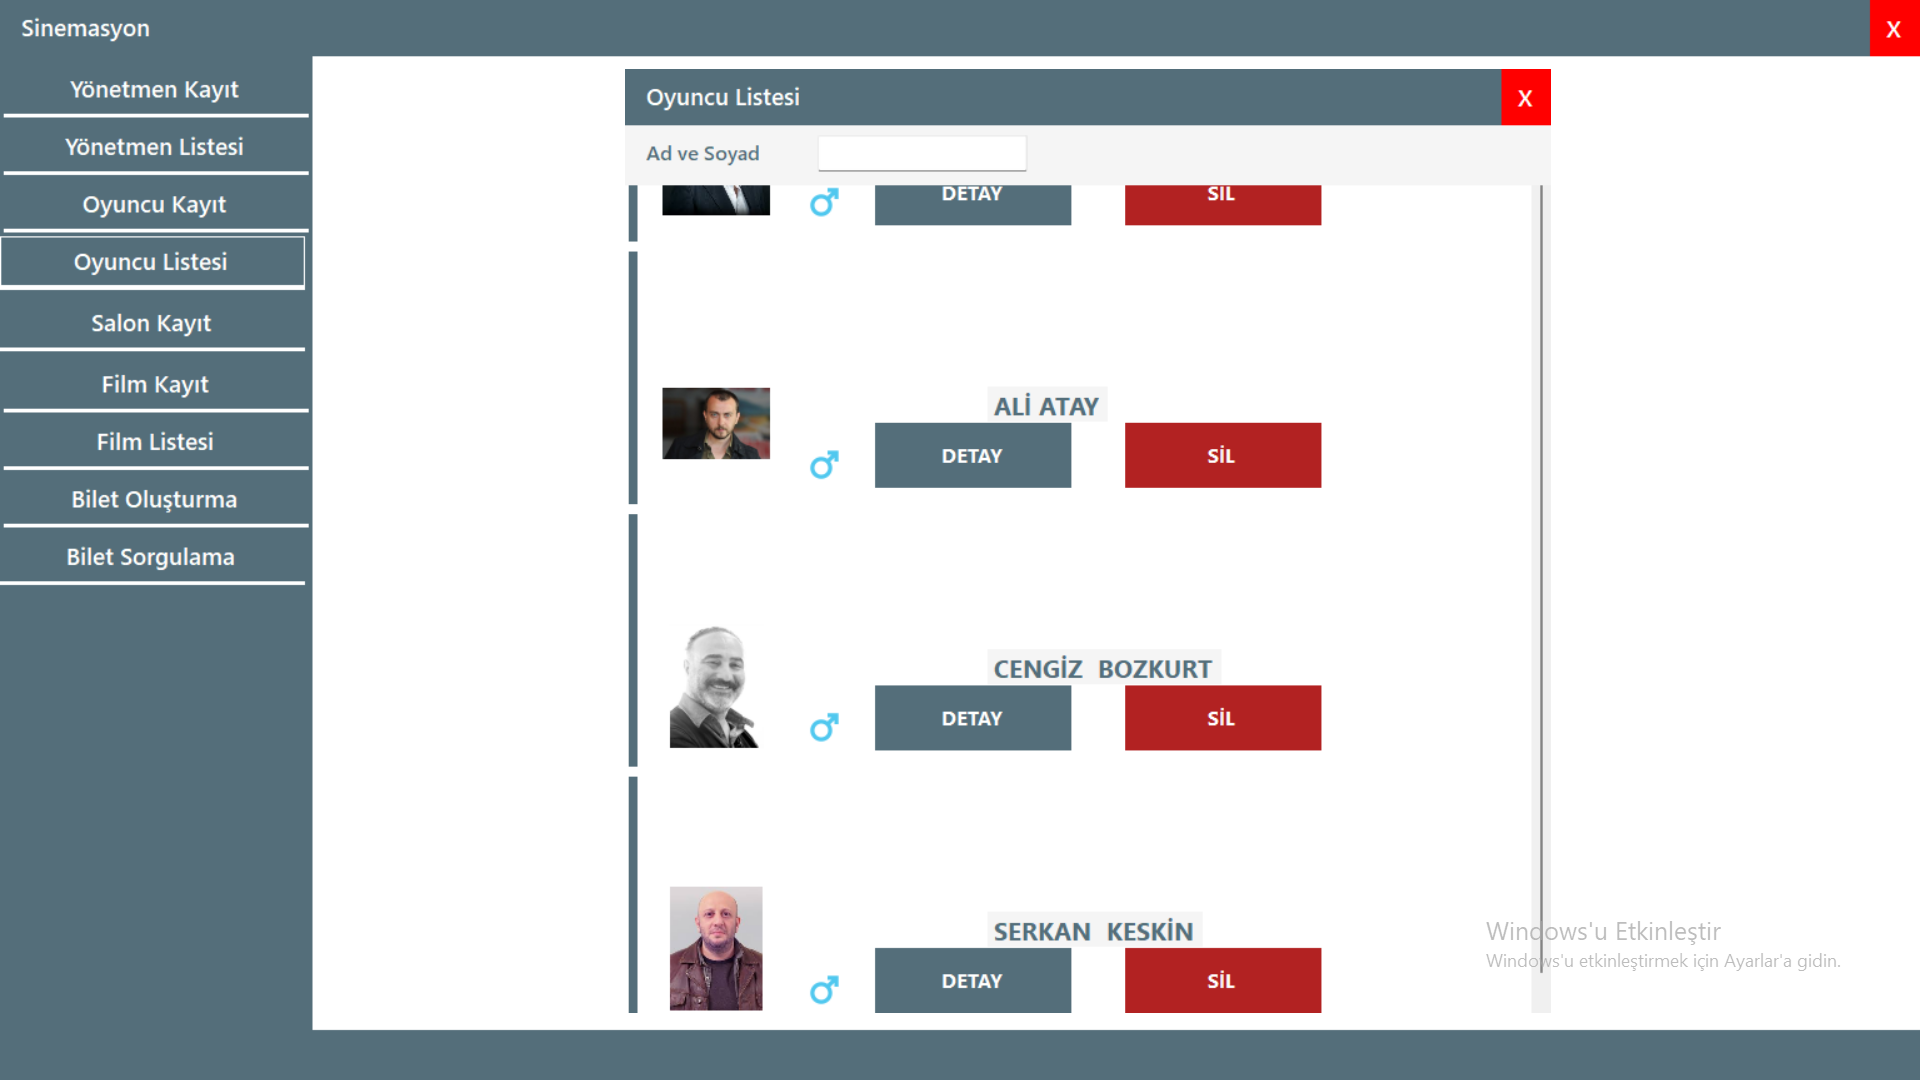 Sinemasyon
X
Yönetmen Kayıt
Yönetmen Listesi
Oyuncu Kayıt
Oyuncu Listesi
Salon Kayıt
Film Kayıt
Film Listesi
Bilet Oluşturma
Bilet Sorgulama
Oyuncu Listesi
X
Ad ve Soyad
DETAY SİL
ALİ ATAY
DETAY SİL
CENGİZ BOZKURT
DETAY SİL
SERKAN KESKİN
DETAY SİL
Windows'u Etkinleştir
Windows'u etkinleştirmek için Ayarlar'a gidin.